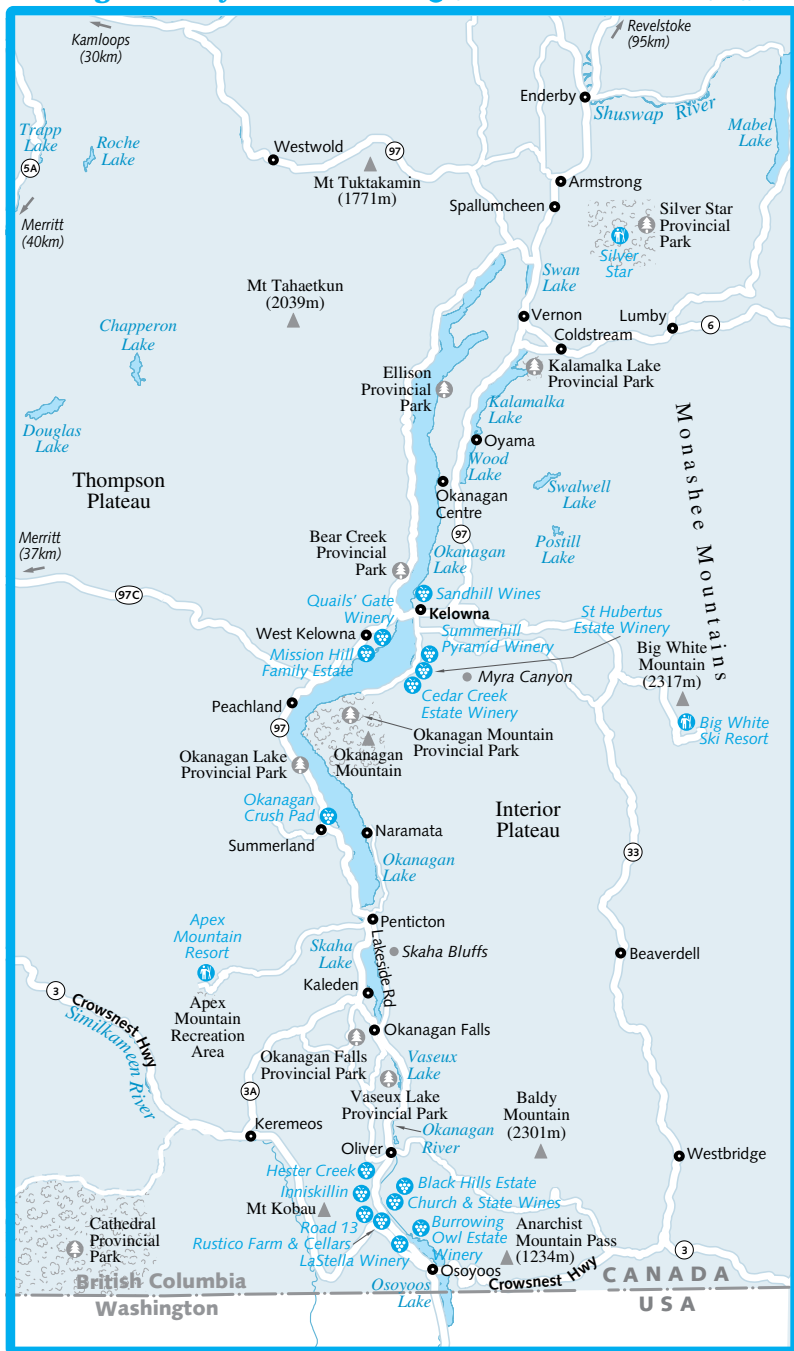 Kamloops
(30km)
Revelstoke
(95km)
Enderby
Shuswap River
Mabel
Lake
Trapp
Lake
Roche
Lake
5A
Westwold
97
Mt Tuktakamin
(1771m)
Armstrong
Spallumcheen
Merritt
(40km)
Silver Star
Provincial
Park
Silver
Star
Mt Tahaetkun
(2039m)
Swan
Lake
Vernon
Lumby
6
Coldstream
Chapperon
Lake
Kalamalka Lake
Provincial Park
Ellison
Provincial
Park
Kalamalka
Lake
Douglas
Lake
Oyama
Wood
Lake
Monashee Mountains
Thompson
Plateau
Okanagan
Centre
Swalwell
Lake
Merritt
(37km)
97
Postill
Lake
Bear Creek
Provincial
Park
Okanagan
Lake
97C
Quails' Gate
Winery
Sandhill Wines
Kelowna
St Hubertus
Estate Winery
West Kelowna
Summerhill
Pyramid Winery
Mission Hill
Family Estate
Big White
Mountain
(2317m)
Myra Canyon
Cedar Creek
Estate Winery
Peachland
Big White
Ski Resort
97
Okanagan Mountain
Provincial Park
Okanagan
Mountain
Okanagan Lake
Provincial Park
Okanagan
Crush Pad
Interior
Plateau
Summerland
Naramata
33
Okanagan
Lake
Penticton
Apex
Mountain
Resort
Skaha
Lake
Lakeside Rd
Skaha Bluffs
Beaverdell
Kaleden
3
Crowsnest Hwy
Similkameen River
Apex
Mountain
Recreation
Area
Okanagan Falls
Okanagan Falls
Provincial Park
Vaseux
Lake
3A
Vaseux Lake
Provincial Park
Baldy
Mountain
(2301m)
Keremeos
Okanagan
River
Oliver
Westbridge
Hester Creek
Black Hills Estate
Inniskillin
Church & State Wines
Mt Kobau
Road 13
Burrowing
Owl Estate
Winery
Anarchist
Mountain Pass
(1234m)
Cathedral
Provincial
Park
Rustico Farm & Cellars
LaStella Winery
3
Osoyoos
Crowsnest Hwy
British Columbia
CANADA
Washington
Osoyoos
Lake
USA